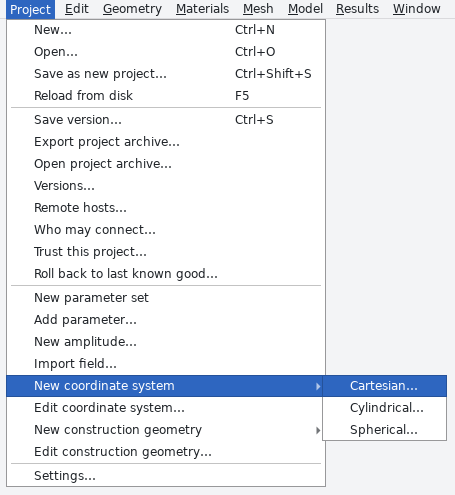 Project Edit Geometry Materials Mesh Model Results Window
New... Ctrl+N
Open... Ctrl+O
Save as new project... Ctrl+Shift+S
Reload from disk F5
Save version... Ctrl+S
Export project archive...
Open project archive...
Versions...
Remote hosts...
Who may connect...
Trust this project...
Roll back to last known good...
New parameter set
Add parameter...
New amplitude...
Import field...
New coordinate system Cartesian...
Edit coordinate system... Cylindrical...
New construction geometry Spherical...
Edit construction geometry...
Settings...